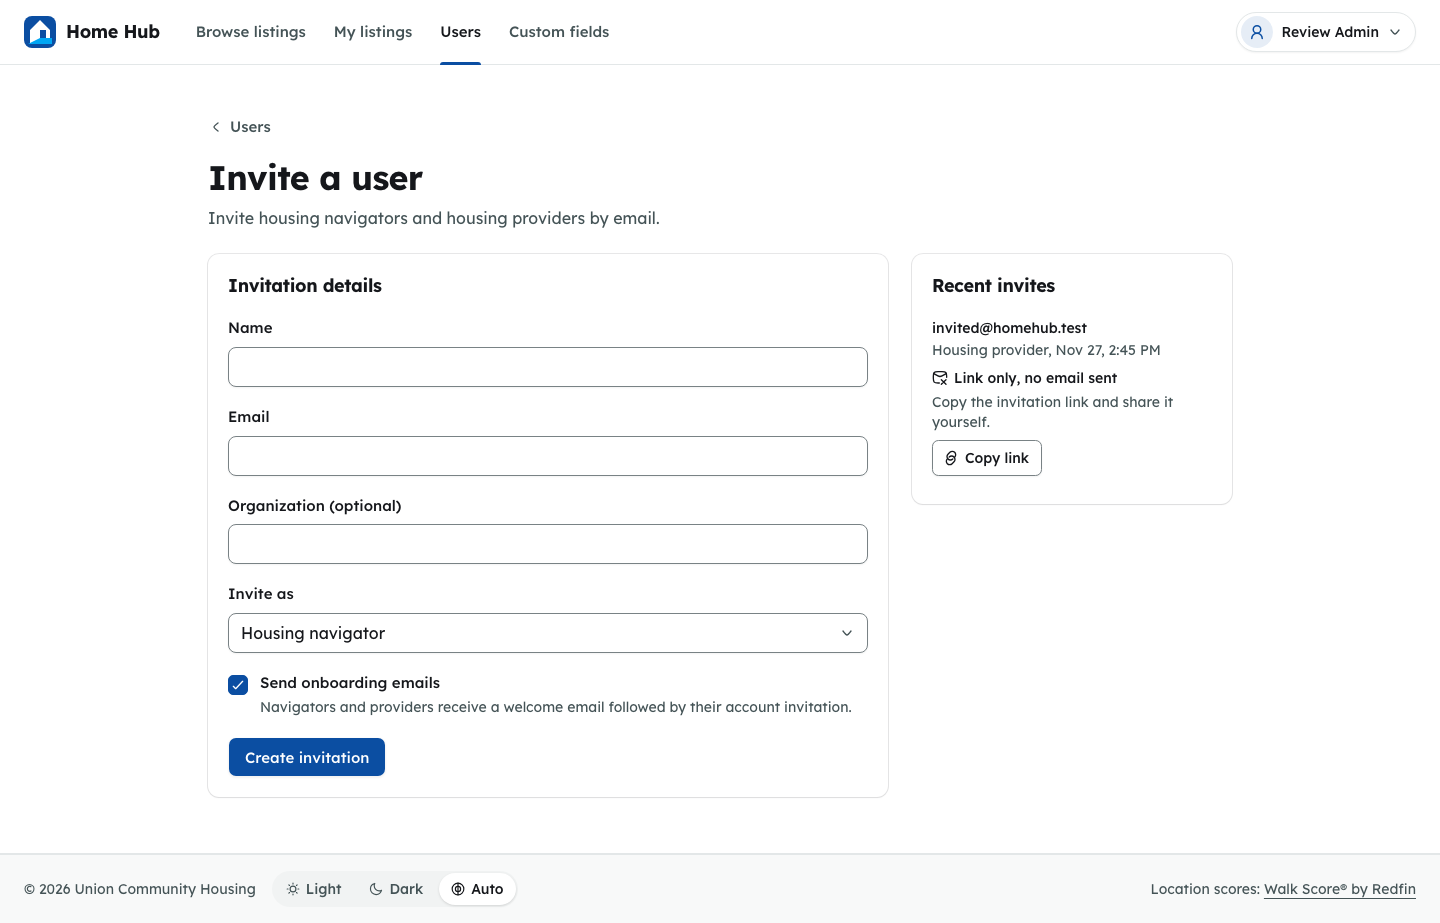 Home Hub
Browse listings
My listings
Users
Custom fields
Review Admin
Users
Invite a user
Invite housing navigators and housing providers by email.
Invitation details
Name
Email
Organization (optional)
Invite as
Housing navigator
Send onboarding emails
Navigators and providers receive a welcome email followed by their account invitation.
Create invitation
Recent invites
invited@homehub.test
Housing provider, Nov 27, 2:45 PM
Link only, no email sent
Copy the invitation link and share it
yourself.
Copy link
© 2026 Union Community Housing
Light
Dark
Auto
Location scores: Walk Score® by Redfin